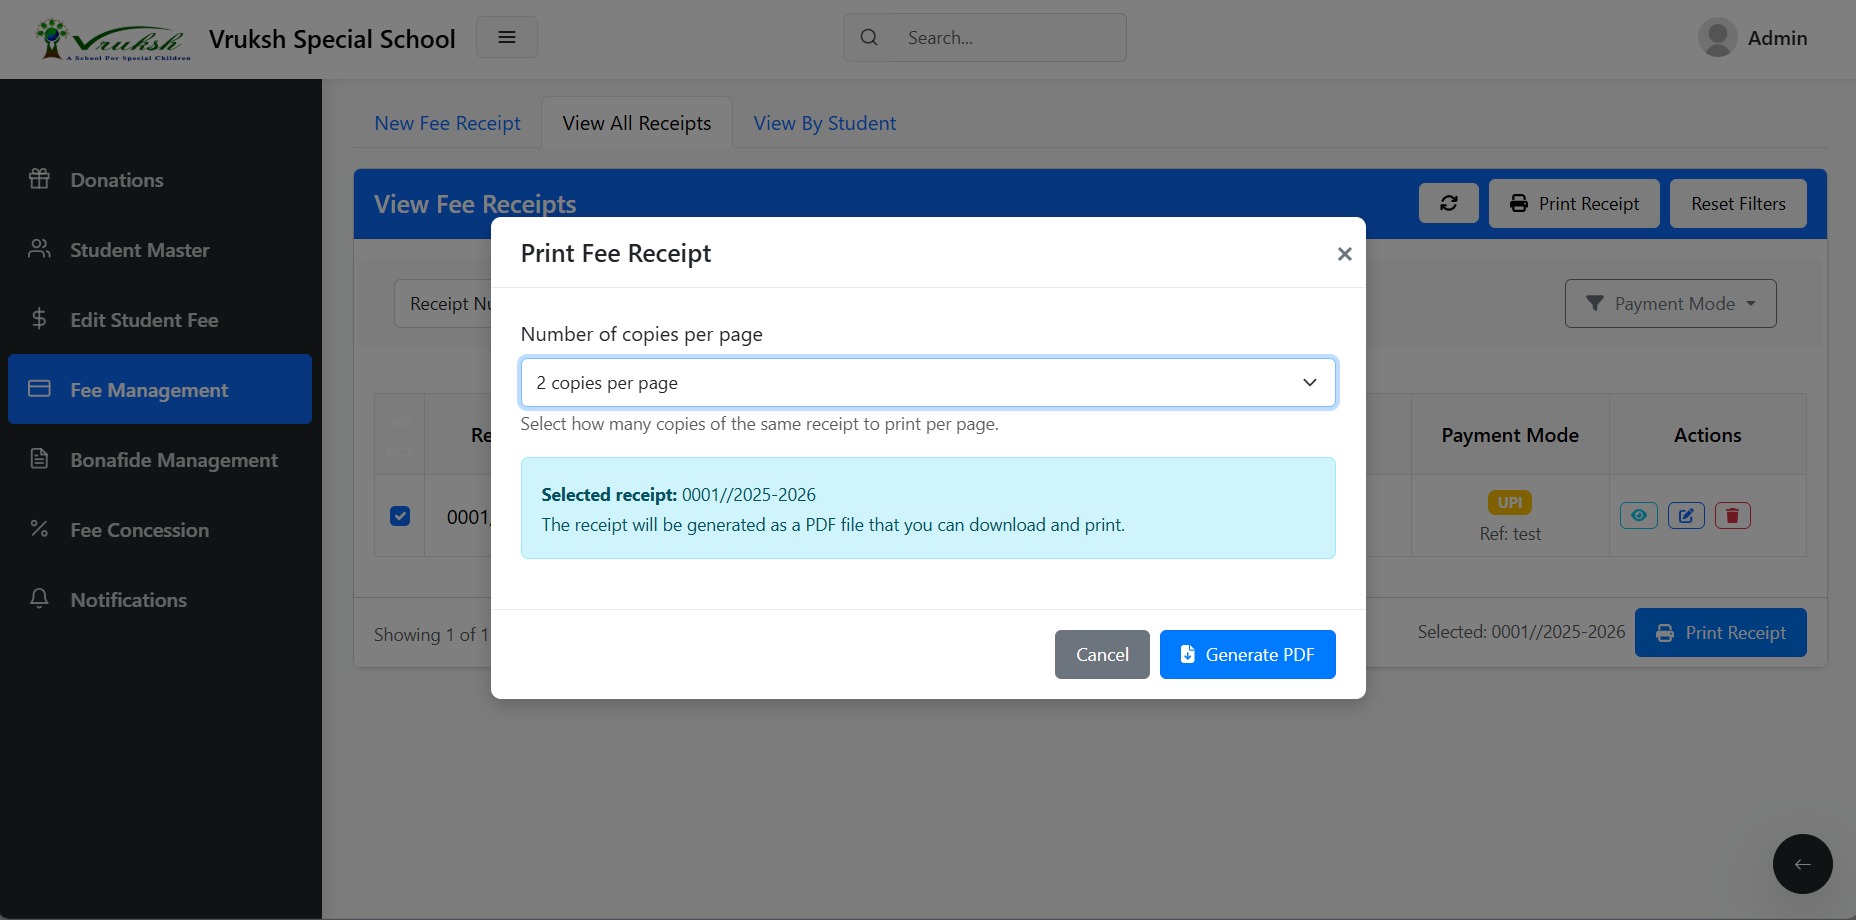 Vruksh
A School For Special Children
Vruksh Special School
Search...
Admin
Donations
Student Master
Edit Student Fee
Fee Management
Bonafide Management
Fee Concession
Notifications
New Fee Receipt
View All Receipts
View By Student
View Fee Receipts
Print Receipt
Reset Filters
Receipt Nu
Payment Mode
Sel
ect
Re
Payment Mode
Actions
0001/
UPI
Ref: test
Showing 1 of 1
Selected: 0001//2025-2026
Print Receipt
Print Fee Receipt
×
Number of copies per page
2 copies per page
Select how many copies of the same receipt to print per page.
Selected receipt: 0001//2025-2026
The receipt will be generated as a PDF file that you can download and print.
Cancel
Generate PDF